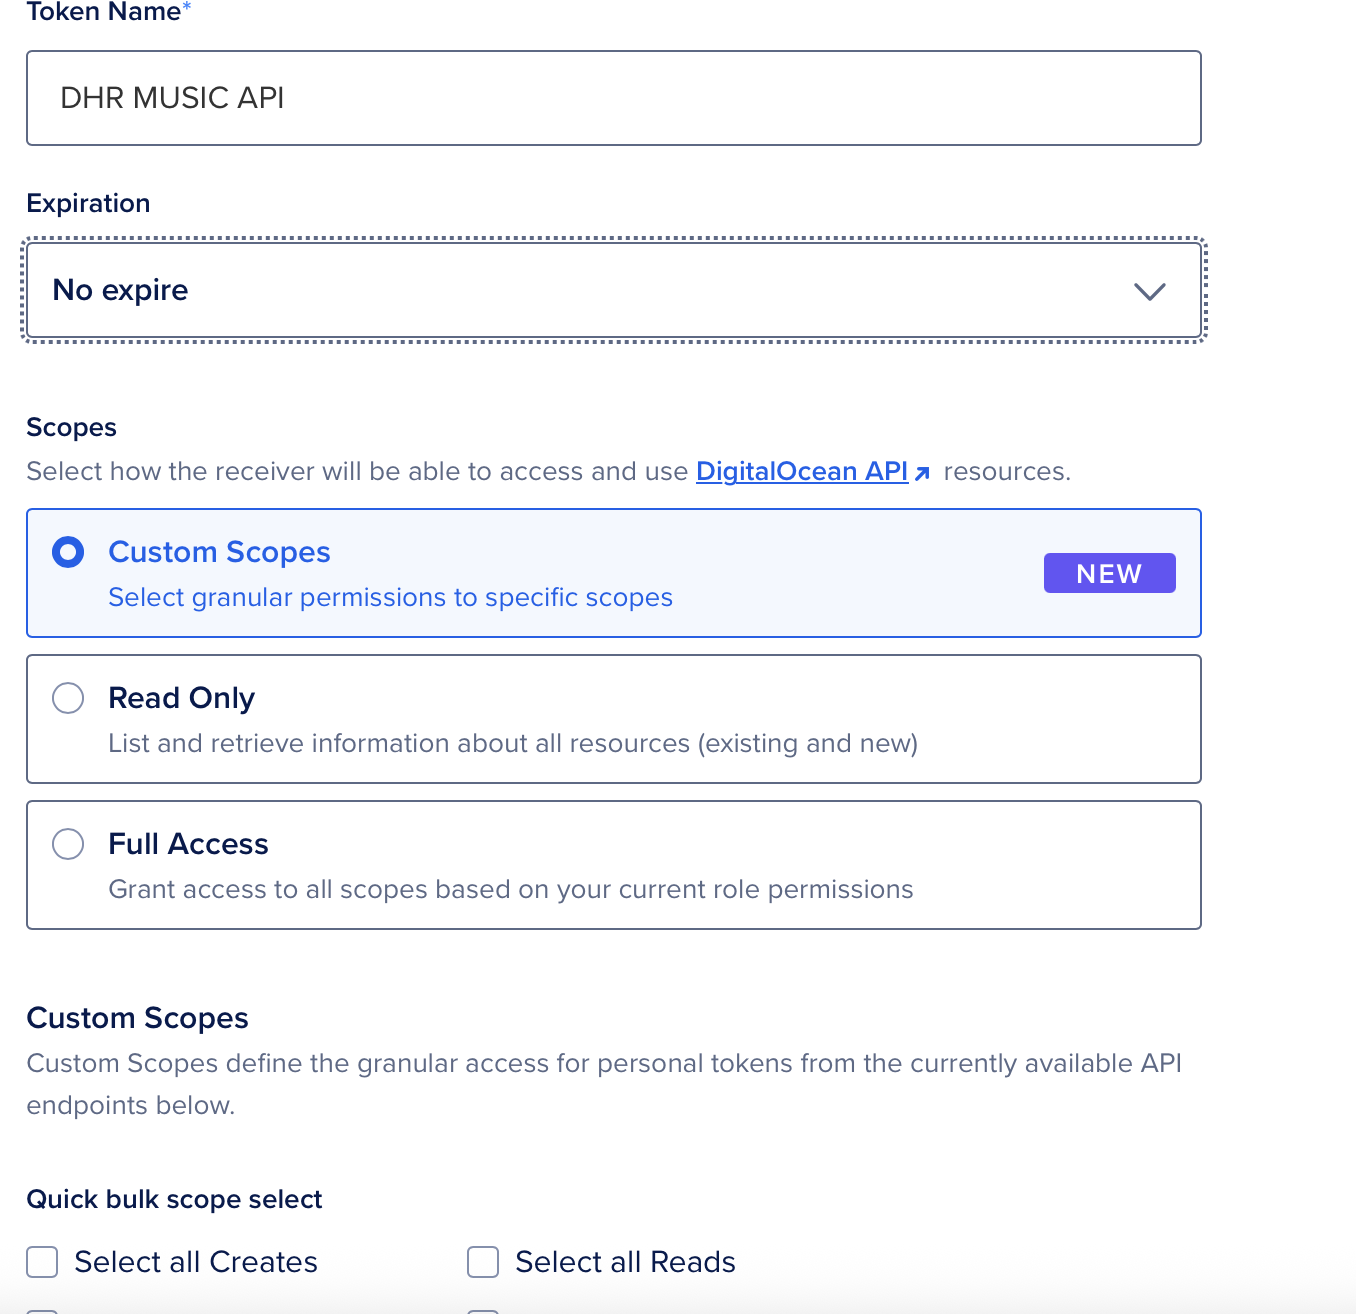 Token Name*
DHR MUSIC API
Expiration
No expire
Scopes
Select how the receiver will be able to access and use DigitalOcean API resources.
Custom Scopes
NEW
Select granular permissions to specific scopes
Read Only
List and retrieve information about all resources (existing and new)
Full Access
Grant access to all scopes based on your current role permissions
Custom Scopes
Custom Scopes define the granular access for personal tokens from the currently available API
endpoints below.
Quick bulk scope select
Select all Creates
Select all Reads